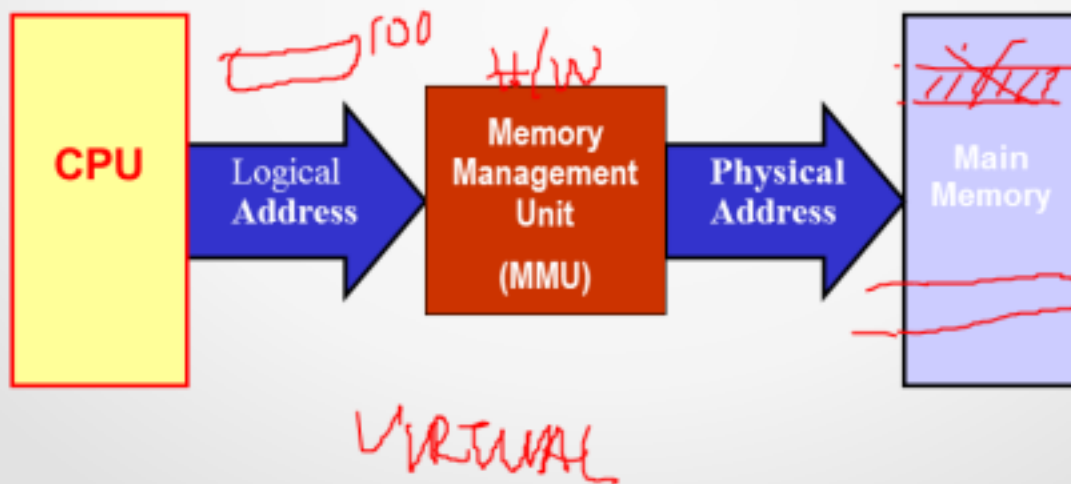 100
H/W
CPU
Logical
Address
Memory
Management
Unit
(MMU)
Physical
Address
Main
Memory
VIRTUAL